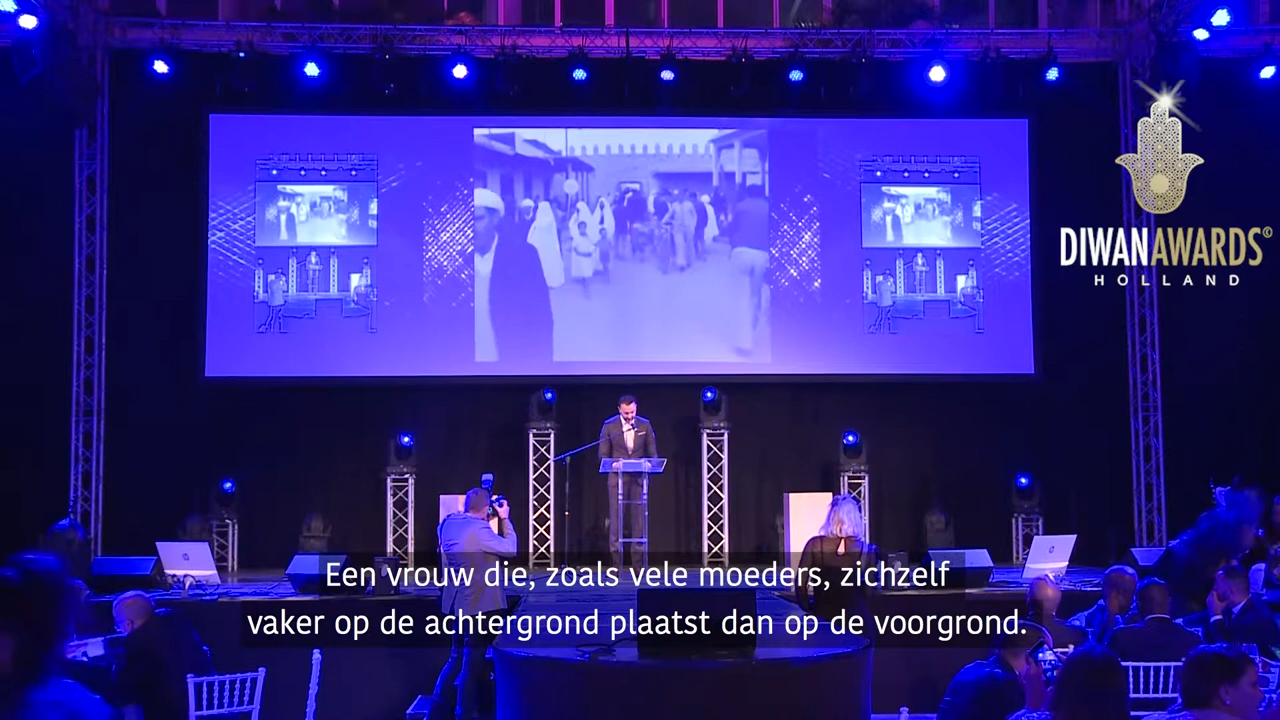 DIWANAWARDS©
HOLLAND
Een vrouw die, zoals vele moeders, zichzelf
vaker op de achtergrond plaatst dan op de voorgrond.